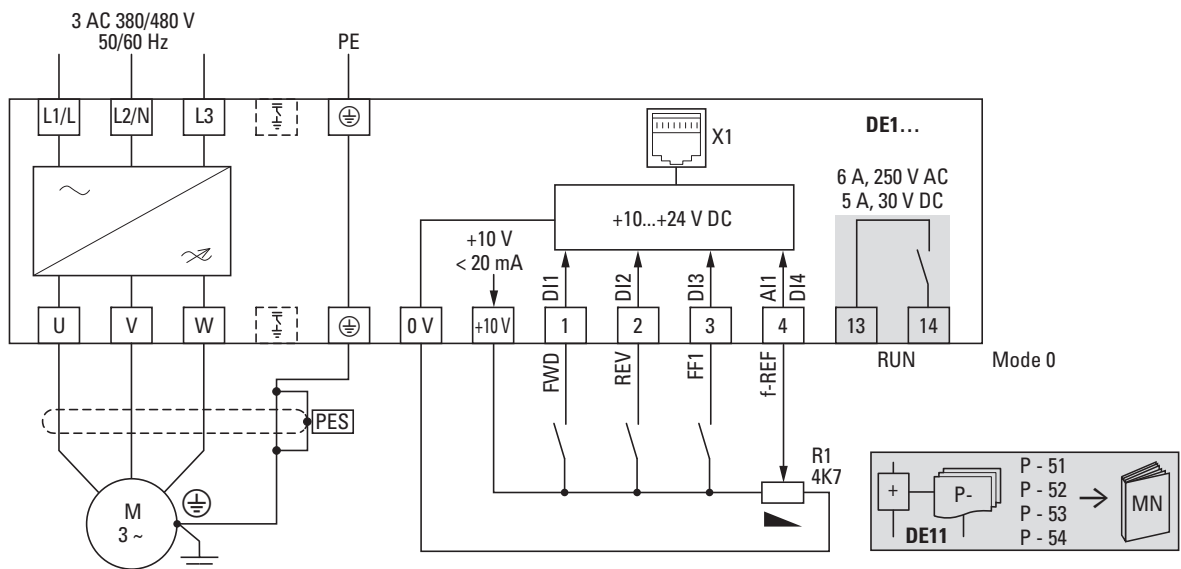 3 AC 380/480 V
50/60 Hz
PE
L1/L
L2/N
L3
X1
DE1…
6 A, 250 V AC
5 A, 30 V DC
+10...+24 V DC
+10 V
< 20 mA
DI1
DI2
DI3
AI1
DI4
U
V
W
0 V
+10 V
1
2
3
4
13
14
FWD
REV
FF1
f-REF
RUN
Mode 0
PES
R1
4K7
M
3 ~
+
P-
DE11
P - 51
P - 52
P - 53
P - 54
MN